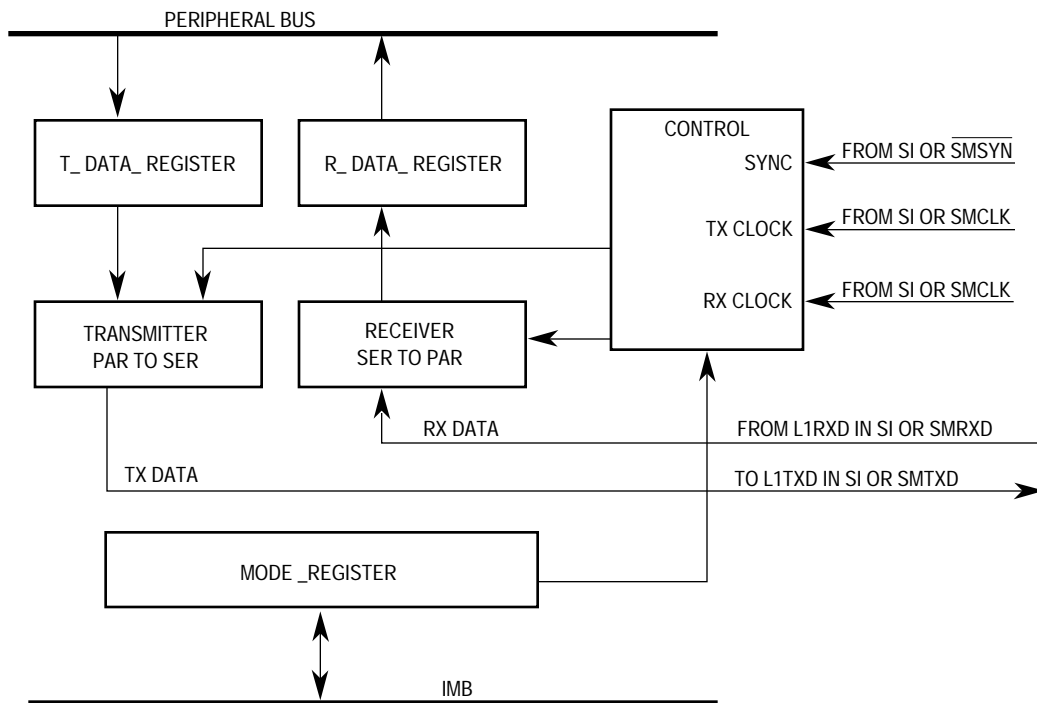 PERIPHERAL BUS
T_ DATA_ REGISTER
R_ DATA_ REGISTER
CONTROL
SYNC
FROM SI OR SMSYN
TX CLOCK
FROM SI OR SMCLK
RX CLOCK
FROM SI OR SMCLK
TRANSMITTER
PAR TO SER
RECEIVER
SER TO PAR
RX DATA
FROM L1RXD IN SI OR SMRXD
TX DATA
TO L1TXD IN SI OR SMTXD
MODE _REGISTER
IMB